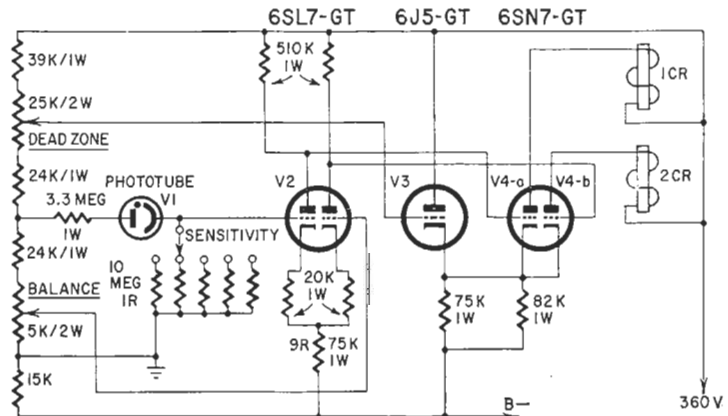 6SL7-GT 6J5-GT 6SN7-GT
39K/1W
510K
1W
1CR
25K/2W
DEAD ZONE
24K/1W
PHOTOTUBE
V1
3.3 MEG
1W
V2
V3
V4-a
V4-b
2CR
24K/1W
SENSITIVITY
BALANCE
10
MEG
1R
20K
1W
75K
1W
82K
1W
5K/2W
9R
75K
1W
15K
B—
360V